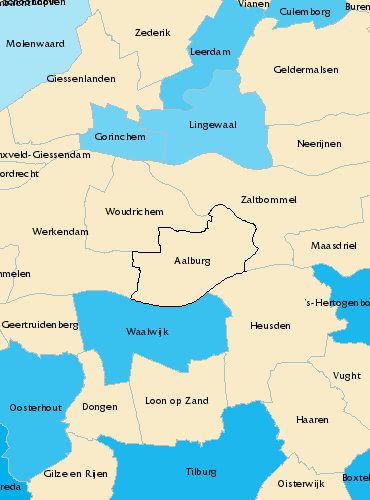 Vianen
Buren
Culemborg
Zederik
Molenwaard
Leerdam
Geldermalsen
Giessenlanden
Lingewaal
Gorinchem
Neerijnen
nxveld-Giessendam
ordrecht
Zaltbommel
Woudrichem
Werkendam
Maasdriel
Aalburg
mmelen
's-Hertogenbo
Geertruidenberg
Heusden
Waalwijk
Vught
Loon op Zand
Oosterhout
Dongen
Haaren
Tilburg
Gilze en Rijen
Boxtel
Oisterwijk
reda